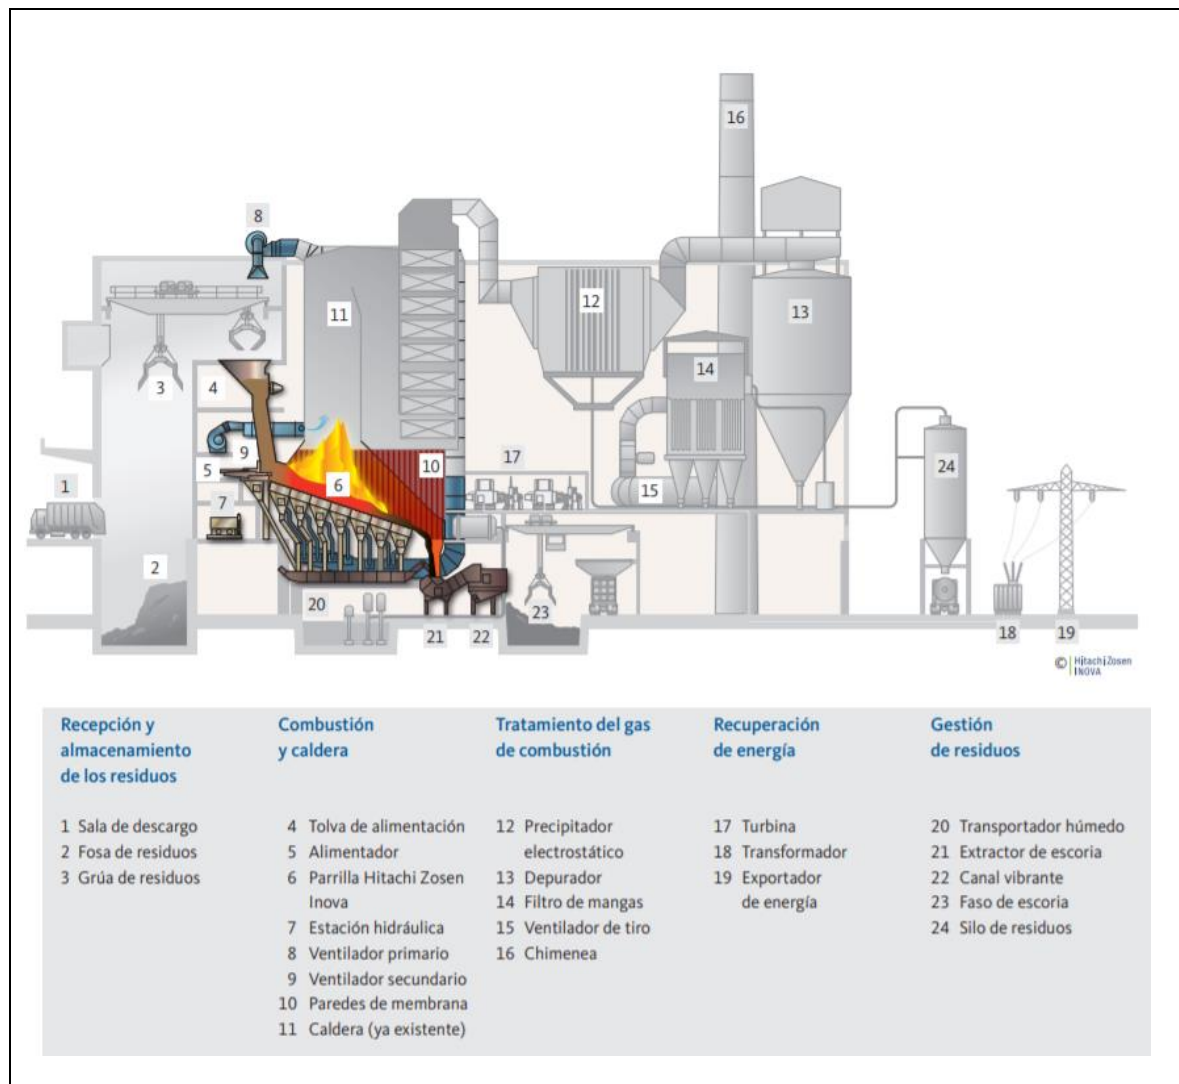 16
8
12
11
13
14
3
4
9
17
10
24
5
6
15
1
7
2
20
23
21
22
18
19
© Hitachi Zosen
INOVA
Recepción y
almacenamiento
de los residuos
1 Sala de descargo
2 Fosa de residuos
3 Grúa de residuos
Combustión
y caldera
4 Tolva de alimentación
5 Alimentador
6 Parrilla Hitachi Zosen
Inova
7 Estación hidráulica
8 Ventilador primario
9 Ventilador secundario
10 Paredes de membrana
11 Caldera (ya existente)
Tratamiento del gas
de combustión
12 Precipitador
electrostático
13 Depurador
14 Filtro de mangas
15 Ventilador de tiro
16 Chimenea
Recuperación
de energía
17 Turbina
18 Transformador
19 Exportador
de energía
Gestión
de residuos
20 Transportador húmedo
21 Extractor de escoria
22 Canal vibrante
23 Faso de escoria
24 Silo de residuos